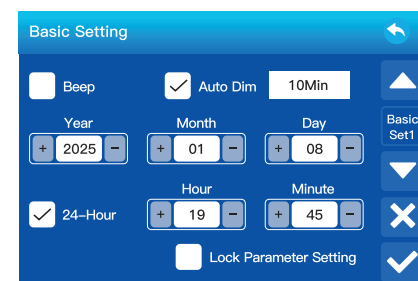 Basic Setting
Beep
Auto Dim
10Min
Basic
Set1
Year
Month
Day
+ 2025 -
+ 01 -
+ 08 -
Hour
Minute
24-Hour
+ 19 -
+ 45 -
Lock Parameter Setting